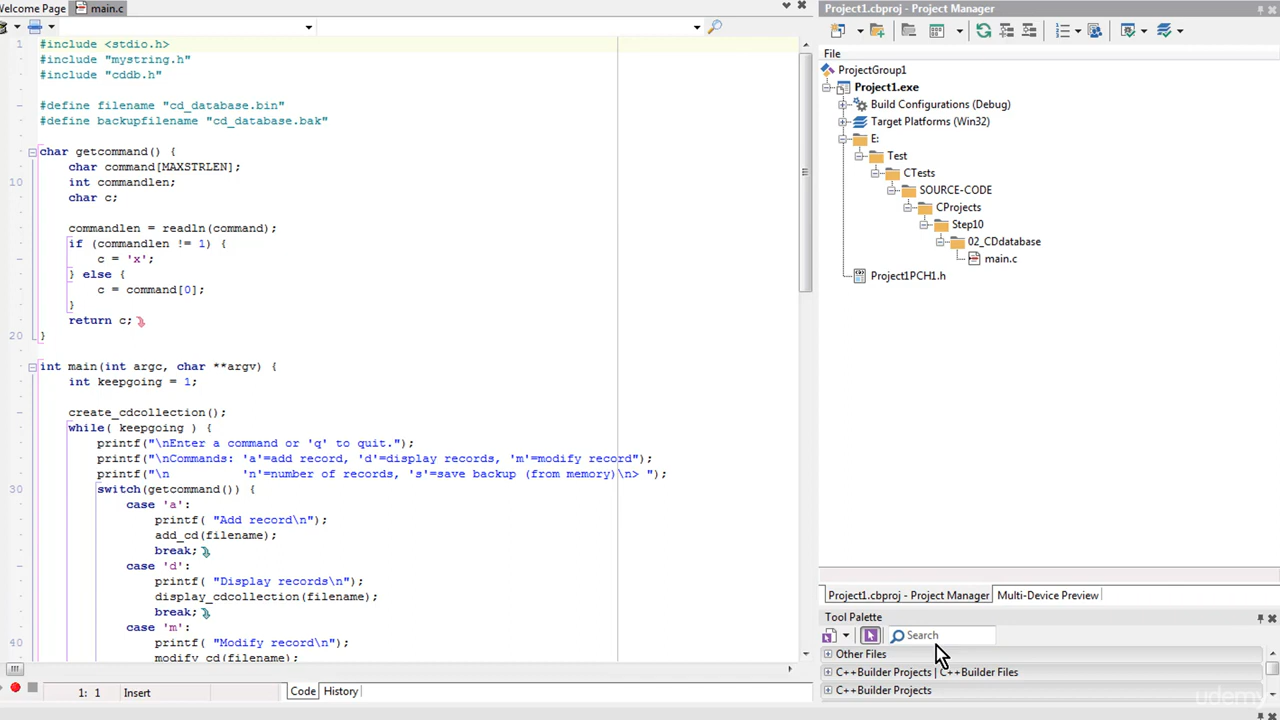 Welcome Page
main.c
1
#include <stdio.h>
#include "mystring.h"
#include "cddb.h"
#define filename "cd_database.bin"
#define backupfilename "cd_database.bak"
char getcommand() {
char command[MAXSTRLEN];
10
int commandlen;
char c;
commandlen = readln(command);
if (commandlen != 1) {
c = 'x';
} else {
c = command[0];
}
return c;
20
}
int main(int argc, char **argv) {
int keepgoing = 1;
create_cdcollection();
while( keepgoing ) {
printf("\nEnter a command or 'q' to quit.");
printf("\nCommands: 'a'=add record, 'd'=display records, 'm'=modify record");
printf("\n          'n'=number of records, 's'=save backup (from memory)\n> ");
30
switch(getcommand()) {
case 'a':
printf( "Add record\n");
add_cd(filename);
break;
case 'd':
printf( "Display records\n");
display_cdcollection(filename);
break;
case 'm':
40
printf( "Modify record\n");
modify_cd(filename);
1: 1
Insert
Code
History
Project1.cbproj - Project Manager
File
ProjectGroup1
Project1.exe
Build Configurations (Debug)
Target Platforms (Win32)
E:
Test
CTests
SOURCE-CODE
CProjects
Step10
02_CDdatabase
main.c
Project1PCH1.h
Project1.cbproj - Project Manager
Multi-Device Preview
Tool Palette
Search
Other Files
C++Builder Projects | C++Builder Files
C++Builder Projects
udemy